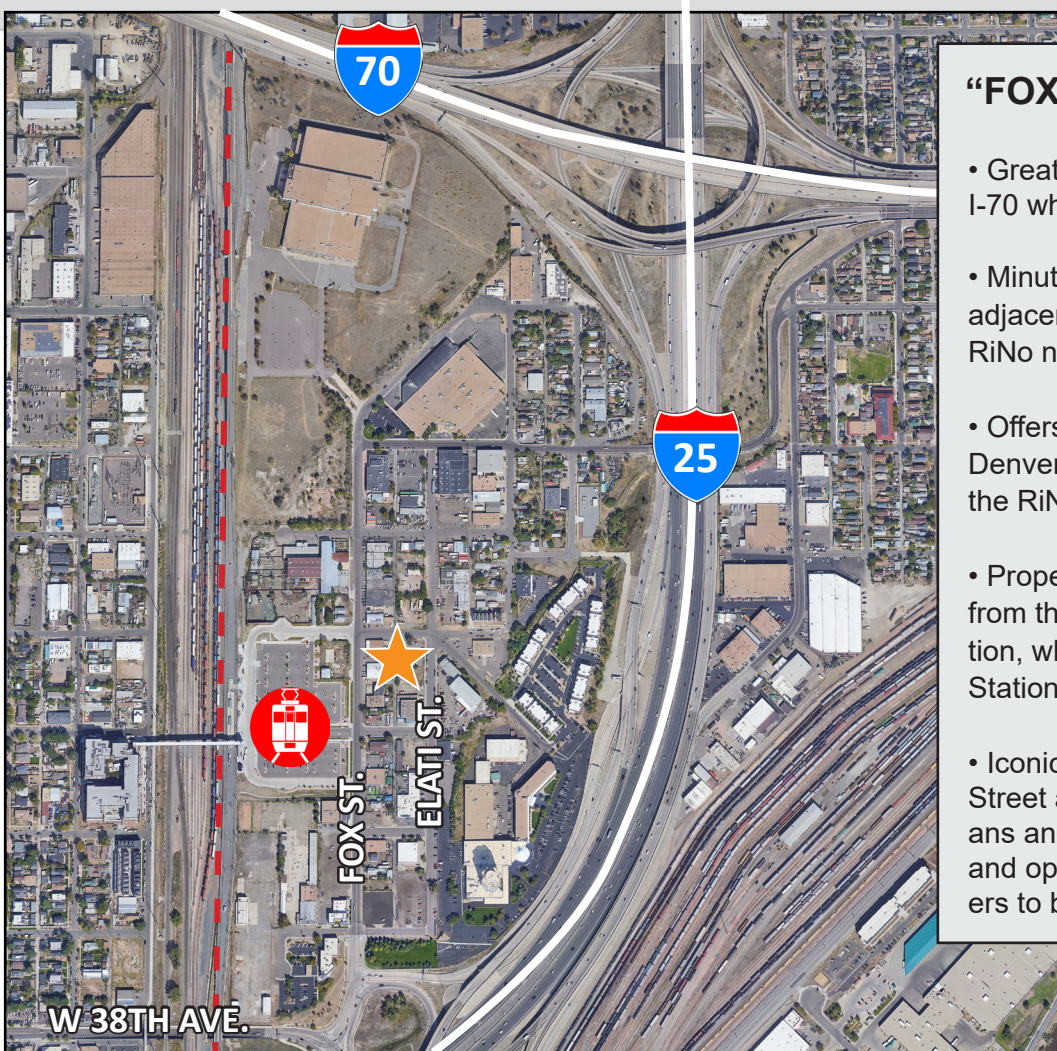 70
25
FOX ST.
ELATI ST.
W 38TH AVE.
“FOX
• Great
I-70 wh
• Minut
adjacer
RiNo n
• Offers
Denver
the RiN
• Prope
from th
tion, wh
Station
• Iconic
Street a
ans an
and op
ers to b